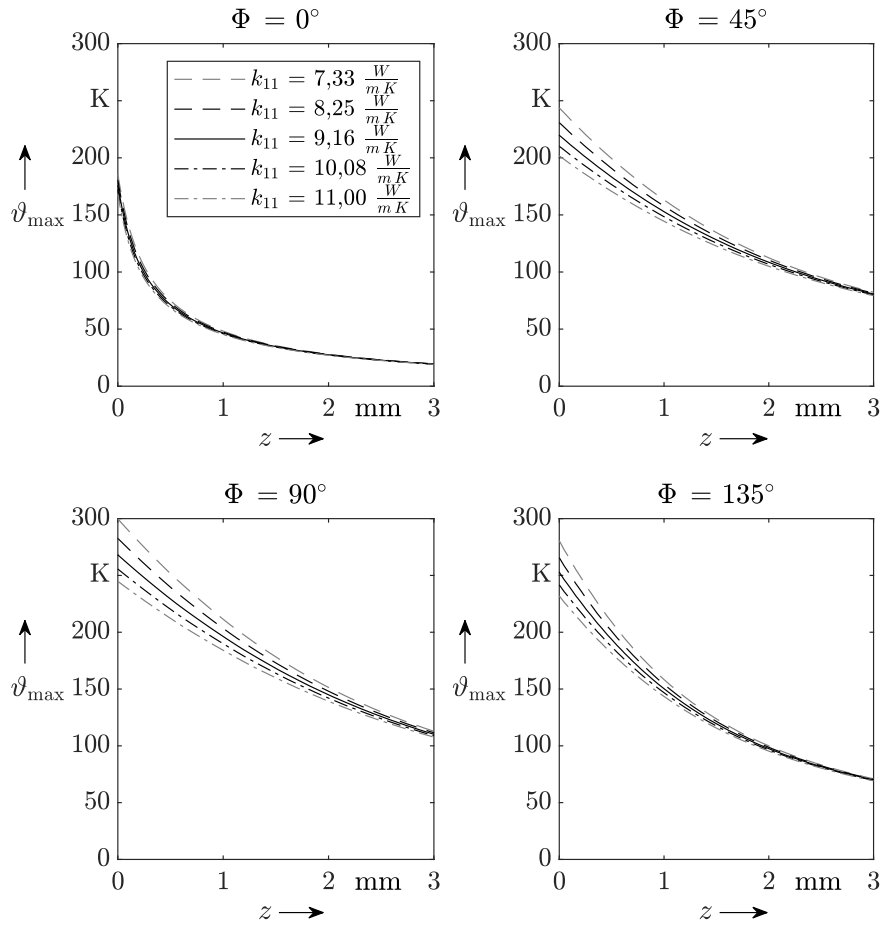 Φ = 0°
300
K
200
ϑmax
150
100
50
0
0 1 2 mm 3
z
k11 = 7,33 W/m K
k11 = 8,25 W/m K
k11 = 9,16 W/m K
k11 = 10,08 W/m K
k11 = 11,00 W/m K
Φ = 45°
300
K
200
ϑmax
150
100
50
0
0 1 2 mm 3
z
Φ = 90°
300
K
200
ϑmax
150
100
50
0
0 1 2 mm 3
z
Φ = 135°
300
K
200
ϑmax
150
100
50
0
0 1 2 mm 3
z